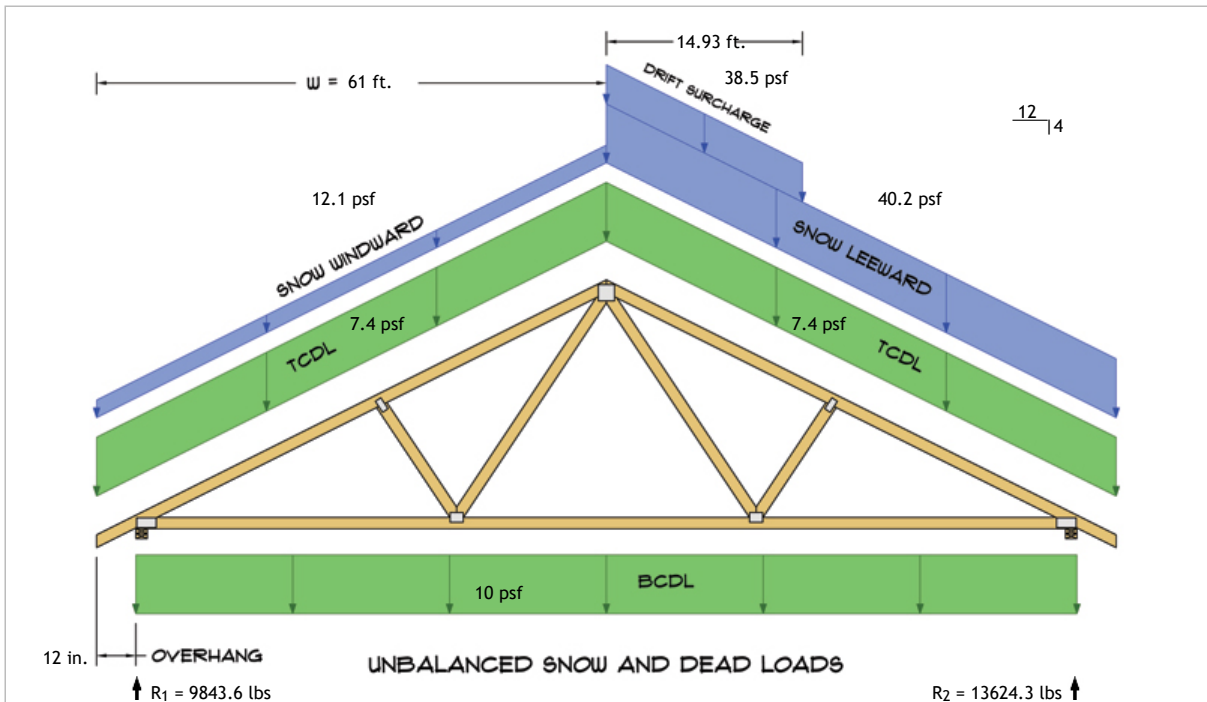 14.93 ft.
W = 61 ft.
DRIFT SURCHARGE
38.5 psf
12
4
12.1 psf
40.2 psf
SNOW WINDWARD
SNOW LEEWARD
7.4 psf
7.4 psf
TCDL
TCDL
BCDL
10 psf
12 in.
OVERHANG
UNBALANCED SNOW AND DEAD LOADS
R1 = 9843.6 lbs
R2 = 13624.3 lbs